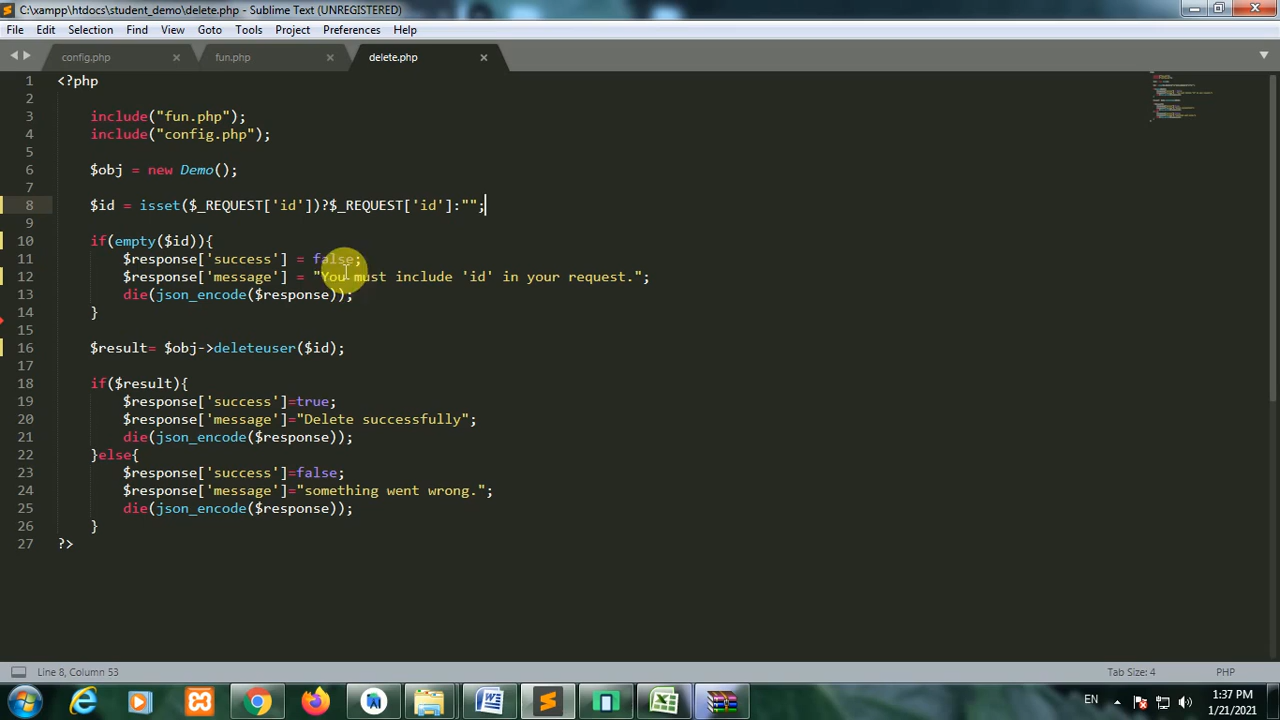 C:\xampp\htdocs\student_demo\delete.php - Sublime Text (UNREGISTERED)
File Edit Selection Find View Goto Tools Project Preferences Help
config.php fun.php delete.php
1 <?php
2
3 include("fun.php");
4 include("config.php");
5
6 $obj = new Demo();
7
8 $id = isset($_REQUEST['id'])?$_REQUEST['id']:"";
9
10 if(empty($id)){
11 $response['success'] = false;
12 $response['message'] = "You must include 'id' in your request.";
13 die(json_encode($response));
14 }
15
16 $result= $obj->deleteuser($id);
17
18 if($result){
19 $response['success']=true;
20 $response['message']="Delete successfully";
21 die(json_encode($response));
22 }else{
23 $response['success']=false;
24 $response['message']="something went wrong.";
25 die(json_encode($response));
26 }
27 ?>
Line 8, Column 53 Tab Size: 4 PHP
EN 1:37 PM
1/21/2021